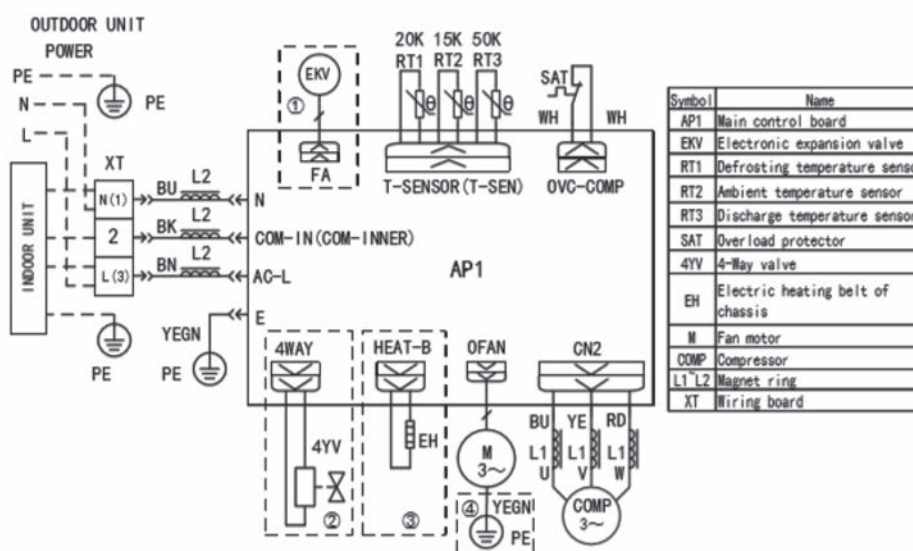 OUTDOOR UNIT
POWER
PE
PE
N
L
XT
INDOOR UNIT
N(1)
2
L(3)
BU
L2
BK
L2
BN
L2
YEGN
PE
PE
EKV
①
FA
20K 15K 50K
RT1 RT2 RT3
θ θ θ
T-SENSOR(T-SEN)
SAT
WH WH
OVC-COMP
N
COM-IN(COM-INNER)
AC-L
E
AP1
4WAY
4YV
②
HEAT-B
EH
③
OFAN
M
3~
④ YEGN
PE
CN2
BU YE RD
L1 L1 L1
U V W
COMP
3~
Symbol Name
AP1 Main control board
EKV Electronic expansion valve
RT1 Defrosting temperature senso
RT2 Ambient temperature sensor
RT3 Discharge temperature sensor
SAT Overload protector
4YV 4-Way valve
EH Electric heating belt of
chassis
M Fan motor
COMP Compressor
L1~L2 Magnet ring
XT Wiring board